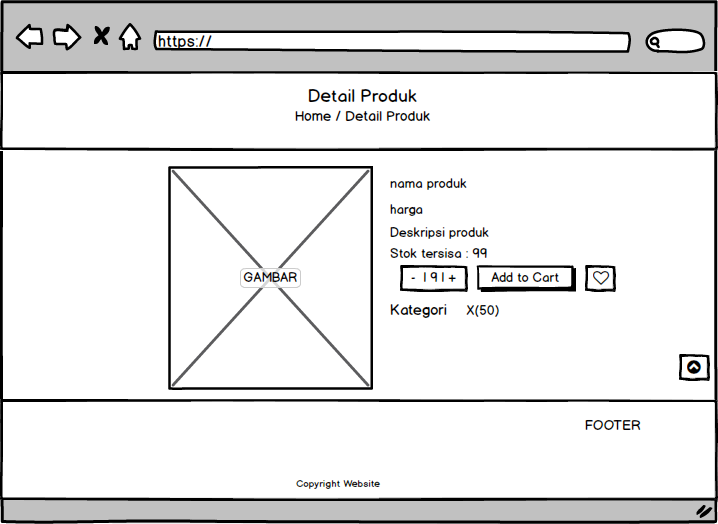 https://
Detail Produk
Home / Detail Produk
nama produk
harga
Deskripsi produk
Stok tersisa : 99
GAMBAR
- | 9 | +
Add to Cart
Kategori X(50)
FOOTER
Copyright Website